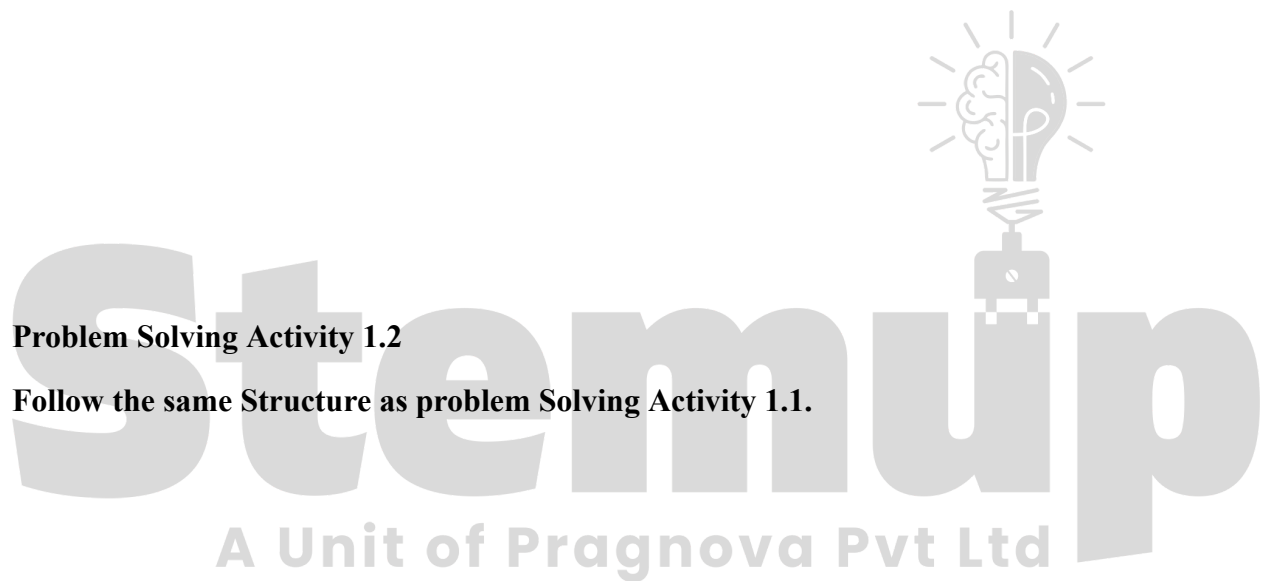 Stemup
Problem Solving Activity 1.2
Follow the same Structure as problem Solving Activity 1.1.
A Unit of Pragnova Pvt Ltd